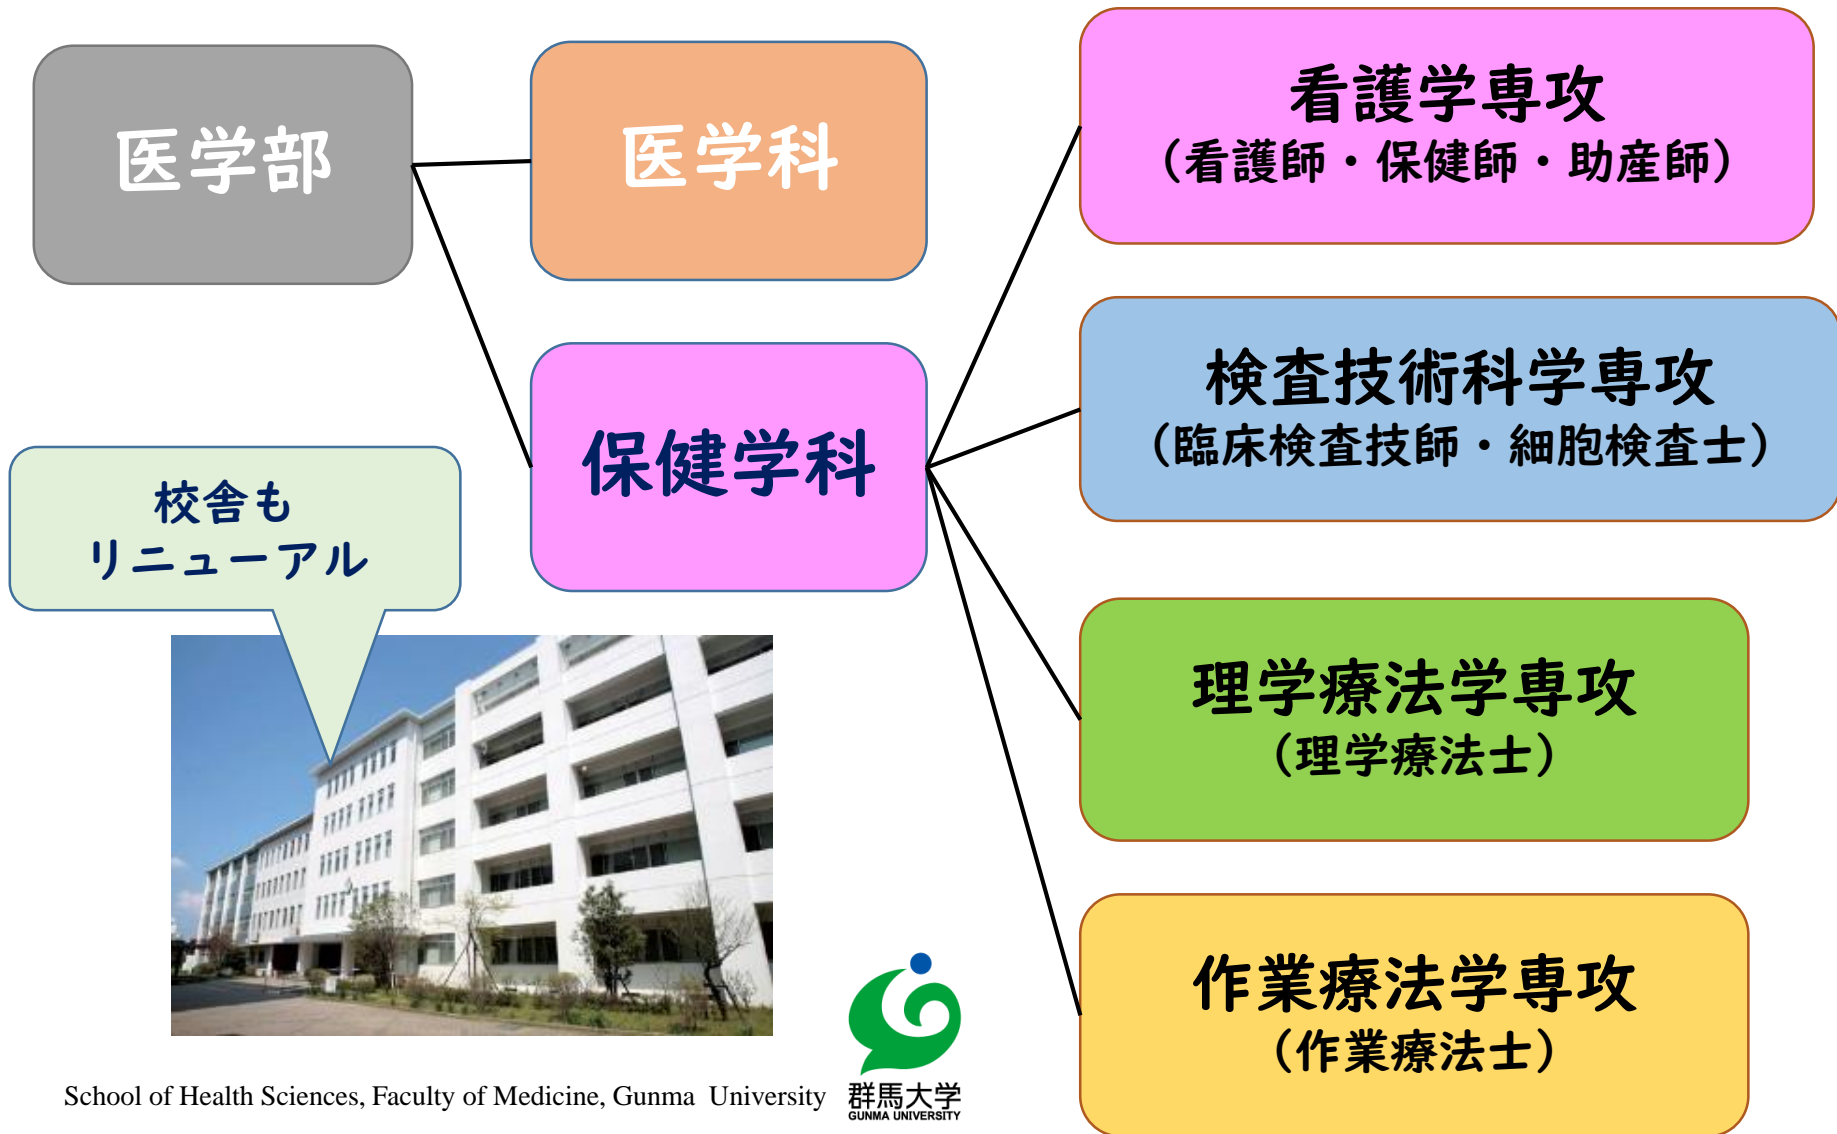 医学部
医学科
保健学科
看護学専攻
（看護師・保健師・助産師）
検査技術科学専攻
（臨床検査技師・細胞検査士）
理学療法学専攻
（理学療法士）
作業療法学専攻
（作業療法士）
校舎も
リニューアル
School of Health Sciences, Faculty of Medicine, Gunma University
群馬大学
GUNMA UNIVERSITY